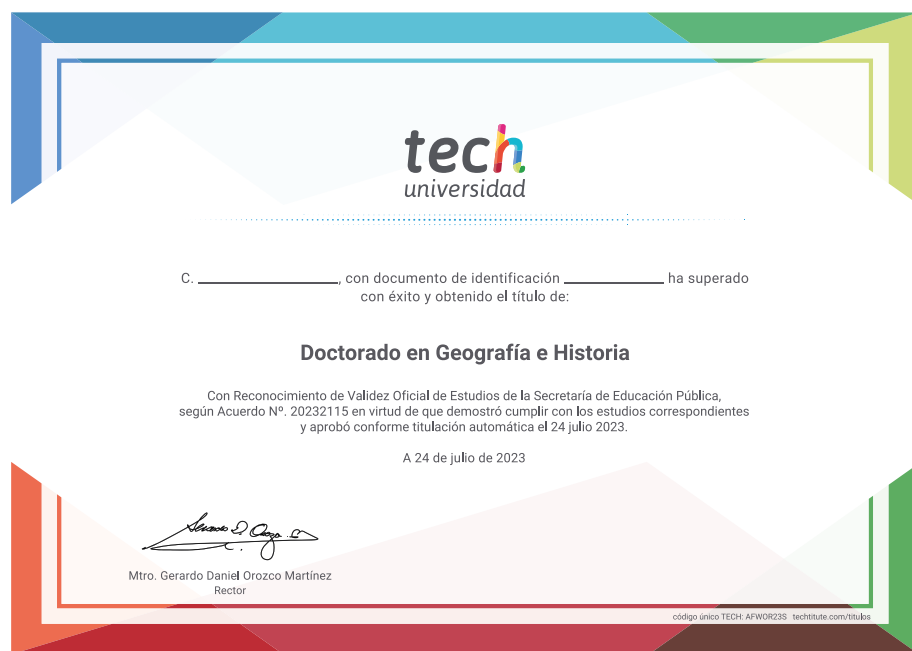 tech
universidad
C. ________________, con documento de identificación ____________ ha superado
con éxito y obtenido el título de:
Doctorado en Geografía e Historia
Con Reconocimiento de Validez Oficial de Estudios de la Secretaría de Educación Pública,
según Acuerdo Nº. 20232115 en virtud de que demostró cumplir con los estudios correspondientes
y aprobó conforme titulación automática el 24 julio 2023.
A 24 de julio de 2023
Mtro. Gerardo Daniel Orozco Martínez
Rector
código único TECH: AFWOR23S techtitute.com/titulos